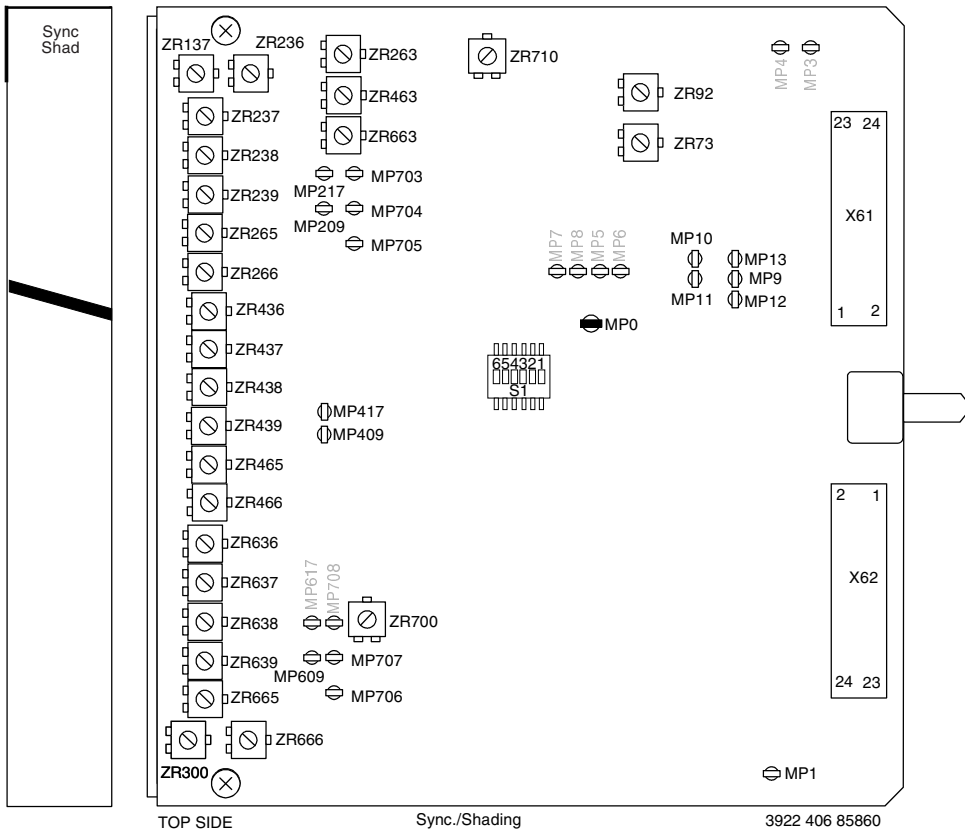 Sync
Shad
ZR137
ZR236
ZR263
ZR710
MP4
MP3
ZR463
ZR92
ZR237
ZR663
23 24
ZR73
ZR238
MP703
MP217
ZR239
MP704
MP209
X61
ZR265
MP705
MP7
MP8
MP5
MP6
MP10
MP13
ZR266
MP9
MP11
MP12
ZR436
1 2
MP0
ZR437
654321
S1
ZR438
MP417
ZR439
MP409
ZR465
ZR466
2 1
ZR636
X62
ZR637
MP617
MP708
ZR638
ZR700
ZR639
MP707
MP609
24 23
ZR665
MP706
ZR666
ZR300
MP1
TOP SIDE
Sync./Shading
3922 406 85860